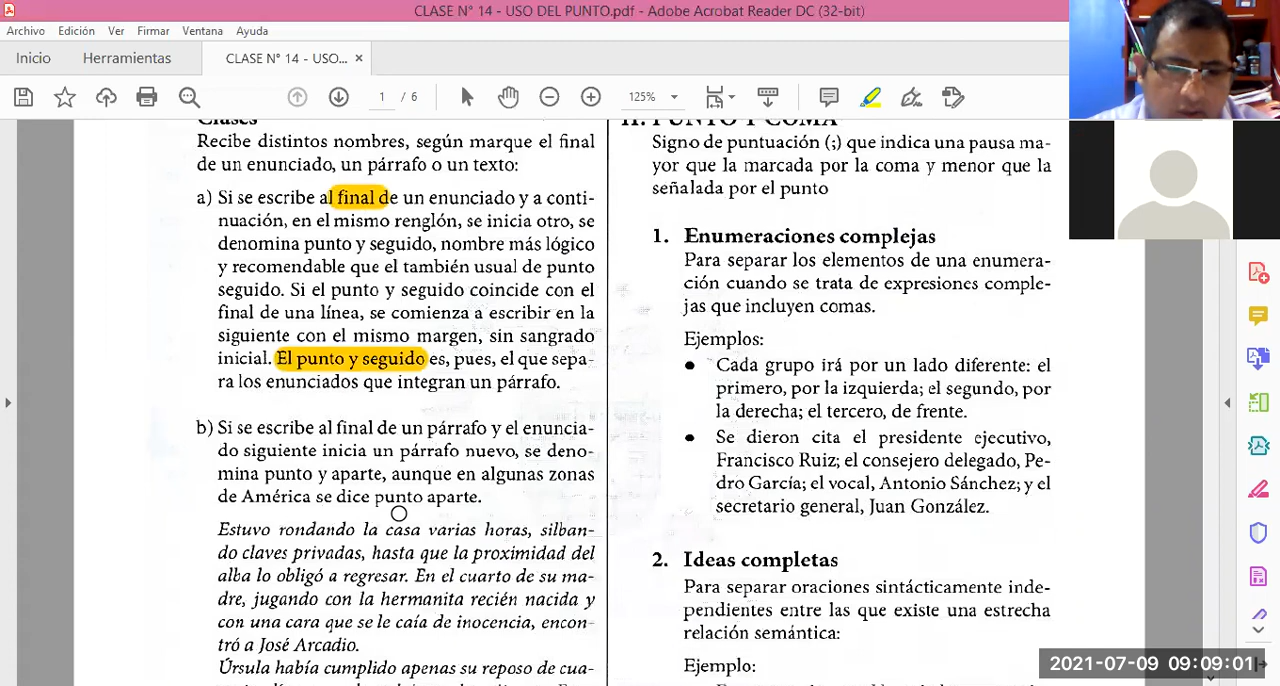 CLASE N° 14 - USO DEL PUNTO.pdf - Adobe Acrobat Reader DC (32-bit)
Archivo Edición Ver Firmar Ventana Ayuda
Inicio Herramientas CLASE N° 14 - USO... ×
1 / 6 125%
Clases
Recibe distintos nombres, según marque el final
de un enunciado, un párrafo o un texto:
a) Si se escribe al final de un enunciado y a conti-
nuación, en el mismo renglón, se inicia otro, se
denomina punto y seguido, nombre más lógico
y recomendable que el también usual de punto
seguido. Si el punto y seguido coincide con el
final de una línea, se comienza a escribir en la
siguiente con el mismo margen, sin sangrado
inicial. El punto y seguido es, pues, el que sepa-
ra los enunciados que integran un párrafo.
b) Si se escribe al final de un párrafo y el enuncia-
do siguiente inicia un párrafo nuevo, se deno-
mina punto y aparte, aunque en algunas zonas
de América se dice punto aparte.
Estuvo rondando la casa varias horas, silban-
do claves privadas, hasta que la proximidad del
alba lo obligó a regresar. En el cuarto de su ma-
dre, jugando con la hermanita recién nacida y
con una cara que se le caía de inocencia, encon-
tró a José Arcadio.
Úrsula había cumplido apenas su reposo de cua-
II. PUNTO Y COMA
Signo de puntuación (;) que indica una pausa ma-
yor que la marcada por la coma y menor que la
señalada por el punto
1. Enumeraciones complejas
Para separar los elementos de una enumera-
ción cuando se trata de expresiones comple-
jas que incluyen comas.
Ejemplos:
● Cada grupo irá por un lado diferente: el
primero, por la izquierda; el segundo, por
la derecha; el tercero, de frente.
● Se dieron cita el presidente ejecutivo,
Francisco Ruiz; el consejero delegado, Pe-
dro García; el vocal, Antonio Sánchez; y el
secretario general, Juan González.
2. Ideas completas
Para separar oraciones sintácticamente inde-
pendientes entre las que existe una estrecha
relación semántica:
Ejemplo:
2021-07-09 09:09:01